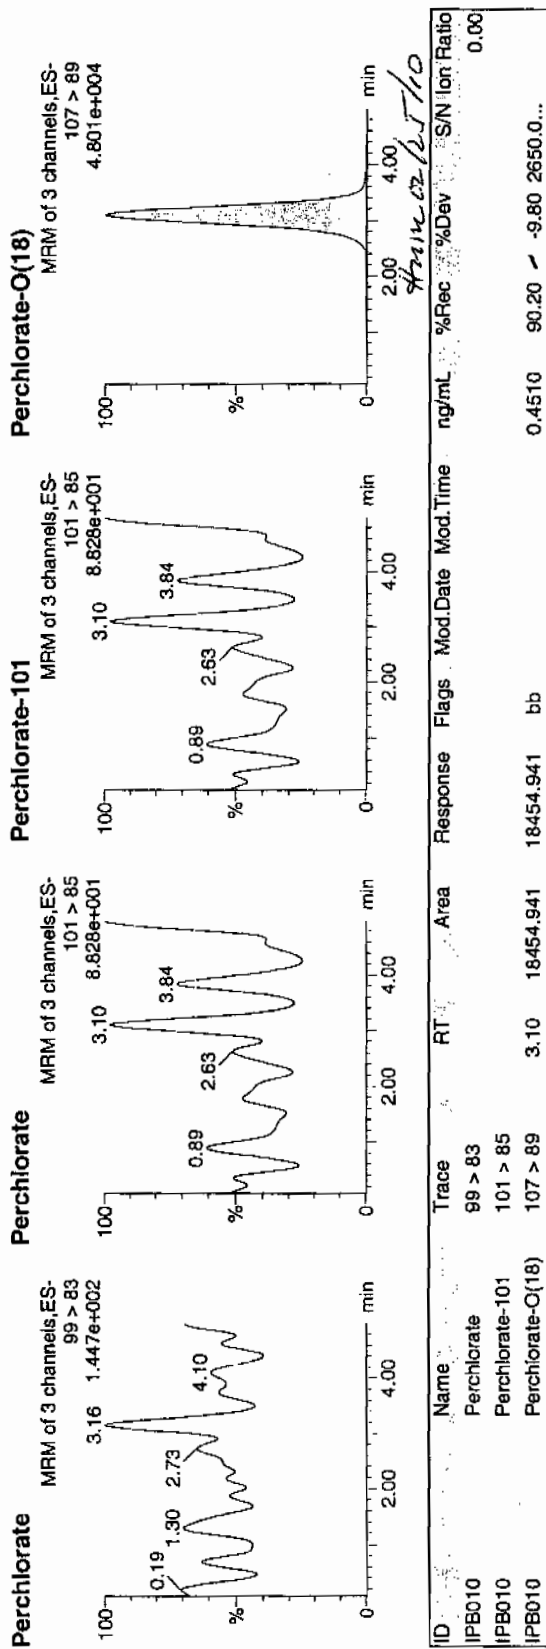 Perchlorate
MRM of 3 channels,ES-
99 > 83
1.447e+002
100
%
0
0.19
1.30
2.73
3.16
4.10
2.00
4.00
min
Perchlorate
MRM of 3 channels,ES-
101 > 85
8.828e+001
100
%
0
0.89
2.63
3.10
3.84
2.00
4.00
min
Perchlorate-101
MRM of 3 channels,ES-
101 > 85
8.828e+001
100
%
0
0.89
2.63
3.10
3.84
2.00
4.00
min
Perchlorate-O(18)
MRM of 3 channels,ES-
107 > 89
4.801e+004
100
%
0
2.00
4.00
min
ID Name Trace RT Area Response Flags Mod.Date Mod.Time ng/mL %Rec %Dev S/N Ion Ratio
IPB010 Perchlorate 99 > 83 0.00
IPB010 Perchlorate-101 101 > 85
IPB010 Perchlorate-O(18) 107 > 89 3.10 18454.941 18454.941 bb 0.4510 90.20 -9.80 2650.0...